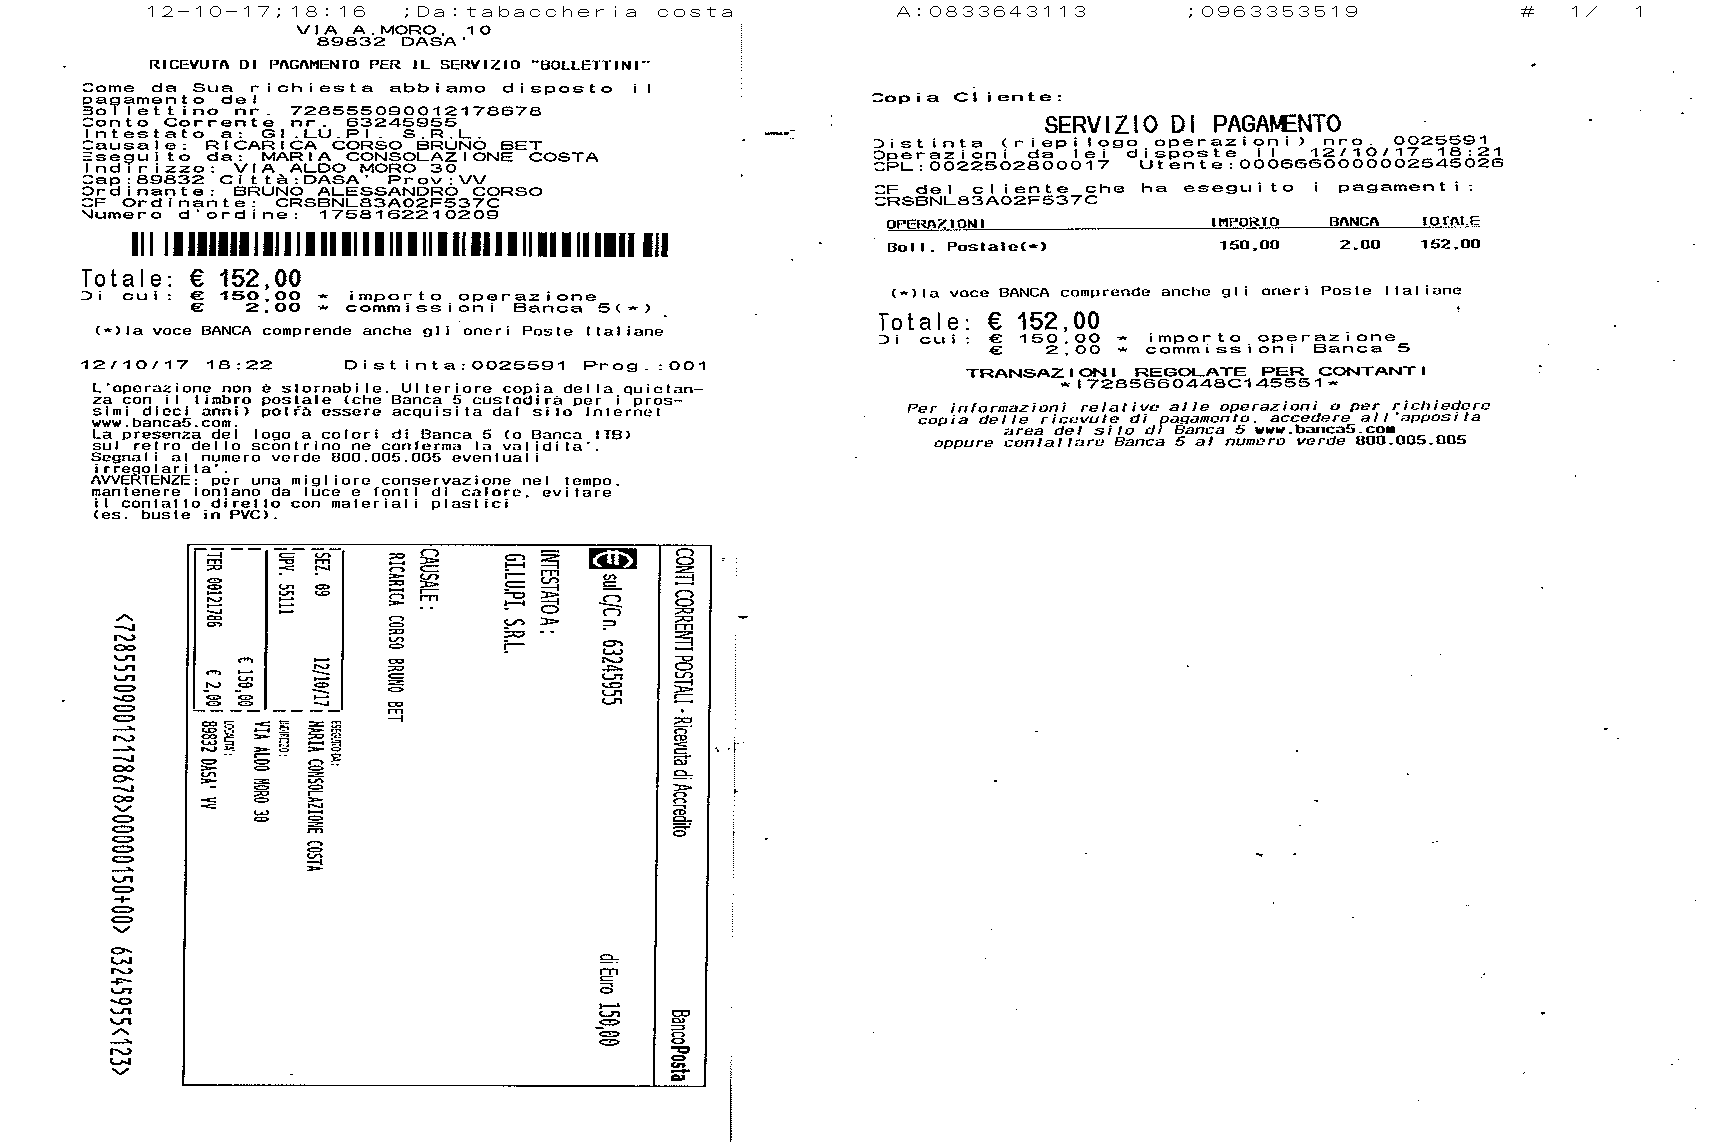 12-10-17;18:16 ;Da:tabaccheria costa A:0833643113 ;0963353519 # 1/ 1
VIA A.MORO, 10
89832 DASA'
RICEVUTA DI PAGAMENTO PER IL SERVIZIO "BOLLETTINI"
Come da Sua richiesta abbiamo disposto il
pagamento del
Bollettino nr. 728555090012178678
Conto Corrente nr. 63245955
Intestato a: GI.LU.PI. S.R.L.
Causale: RICARICA CORSO BRUNO BET
Eseguito da: MARIA CONSOLAZIONE COSTA
Indirizzo: VIA ALDO MORO 30
Cap:89832 Città:DASA' Prov:VV
Ordinante: BRUNO ALESSANDRO CORSO
CF Ordinante: CRSBNL83A02F537C
Numero d'ordine: 1758162210209
Totale: € 152,00
Di cui: € 150,00 * importo operazione
€ 2,00 * commissioni Banca 5(*)
(*)la voce BANCA comprende anche gli oneri Poste Italiane
12/10/17 18:22 Distinta:0025591 Prog.:001
L'operazione non è stornabile. Ulteriore copia della quietan-
za con il timbro postale (che Banca 5 custodirà per i pros-
simi dieci anni) potrà essere acquisita dal sito Internet
www.banca5.com.
La presenza del logo a colori di Banca 5 (o Banca ITB)
sul retro dello scontrino ne conferma la validita'.
Segnali al numero verde 800.005.005 eventuali
irregolarita'.
AVVERTENZE: per una migliore conservazione nel tempo,
mantenere lontano da luce e fonti di calore, evitare
il contatto diretto con materiali plastici
(es. buste in PVC).
CONTI CORRENTI POSTALI - Ricevuta di Accredito BancoPosta
sul C/C n. 63245955 di Euro 150,00
INTESTATO A:
GI.LU.PI. S.R.L.
CAUSALE:
RICARICA CORSO BRUNO BET
SEZ. 09 12/10/17
UPV. 55111
€ 150,00
TER 00121786 € 2,00
ESEGUITO DA:
MARIA CONSOLAZIONE COSTA
INDIRIZZO:
VIA ALDO MORO 30
LOCALITA':
89832 DASA' VV
<728555090012178678>00000150+00> 63245955<123>
Copia Cliente:
SERVIZIO DI PAGAMENTO
Distinta (riepilogo operazioni) nro. 0025591
Operazioni da lei disposte il 12/10/17 18:21
CPL:0022502800017 Utente:0006660000002545026
CF del cliente che ha eseguito i pagamenti:
CRSBNL83A02F537C
OPERAZIONI IMPORTO BANCA TOTALE
Boll. Postale(*) 150,00 2,00 152,00
(*)la voce BANCA comprende anche gli oneri Poste Italiane
Totale: € 152,00
Di cui: € 150,00 * importo operazione
€ 2,00 * commissioni Banca 5
TRANSAZIONI REGOLATE PER CONTANTI
*I7285660448C145551*
Per informazioni relative alle operazioni o per richiedere
copia delle ricevute di pagamento, accedere all'apposita
area del sito di Banca 5 www.banca5.com
oppure contattare Banca 5 al numero verde 800.005.005